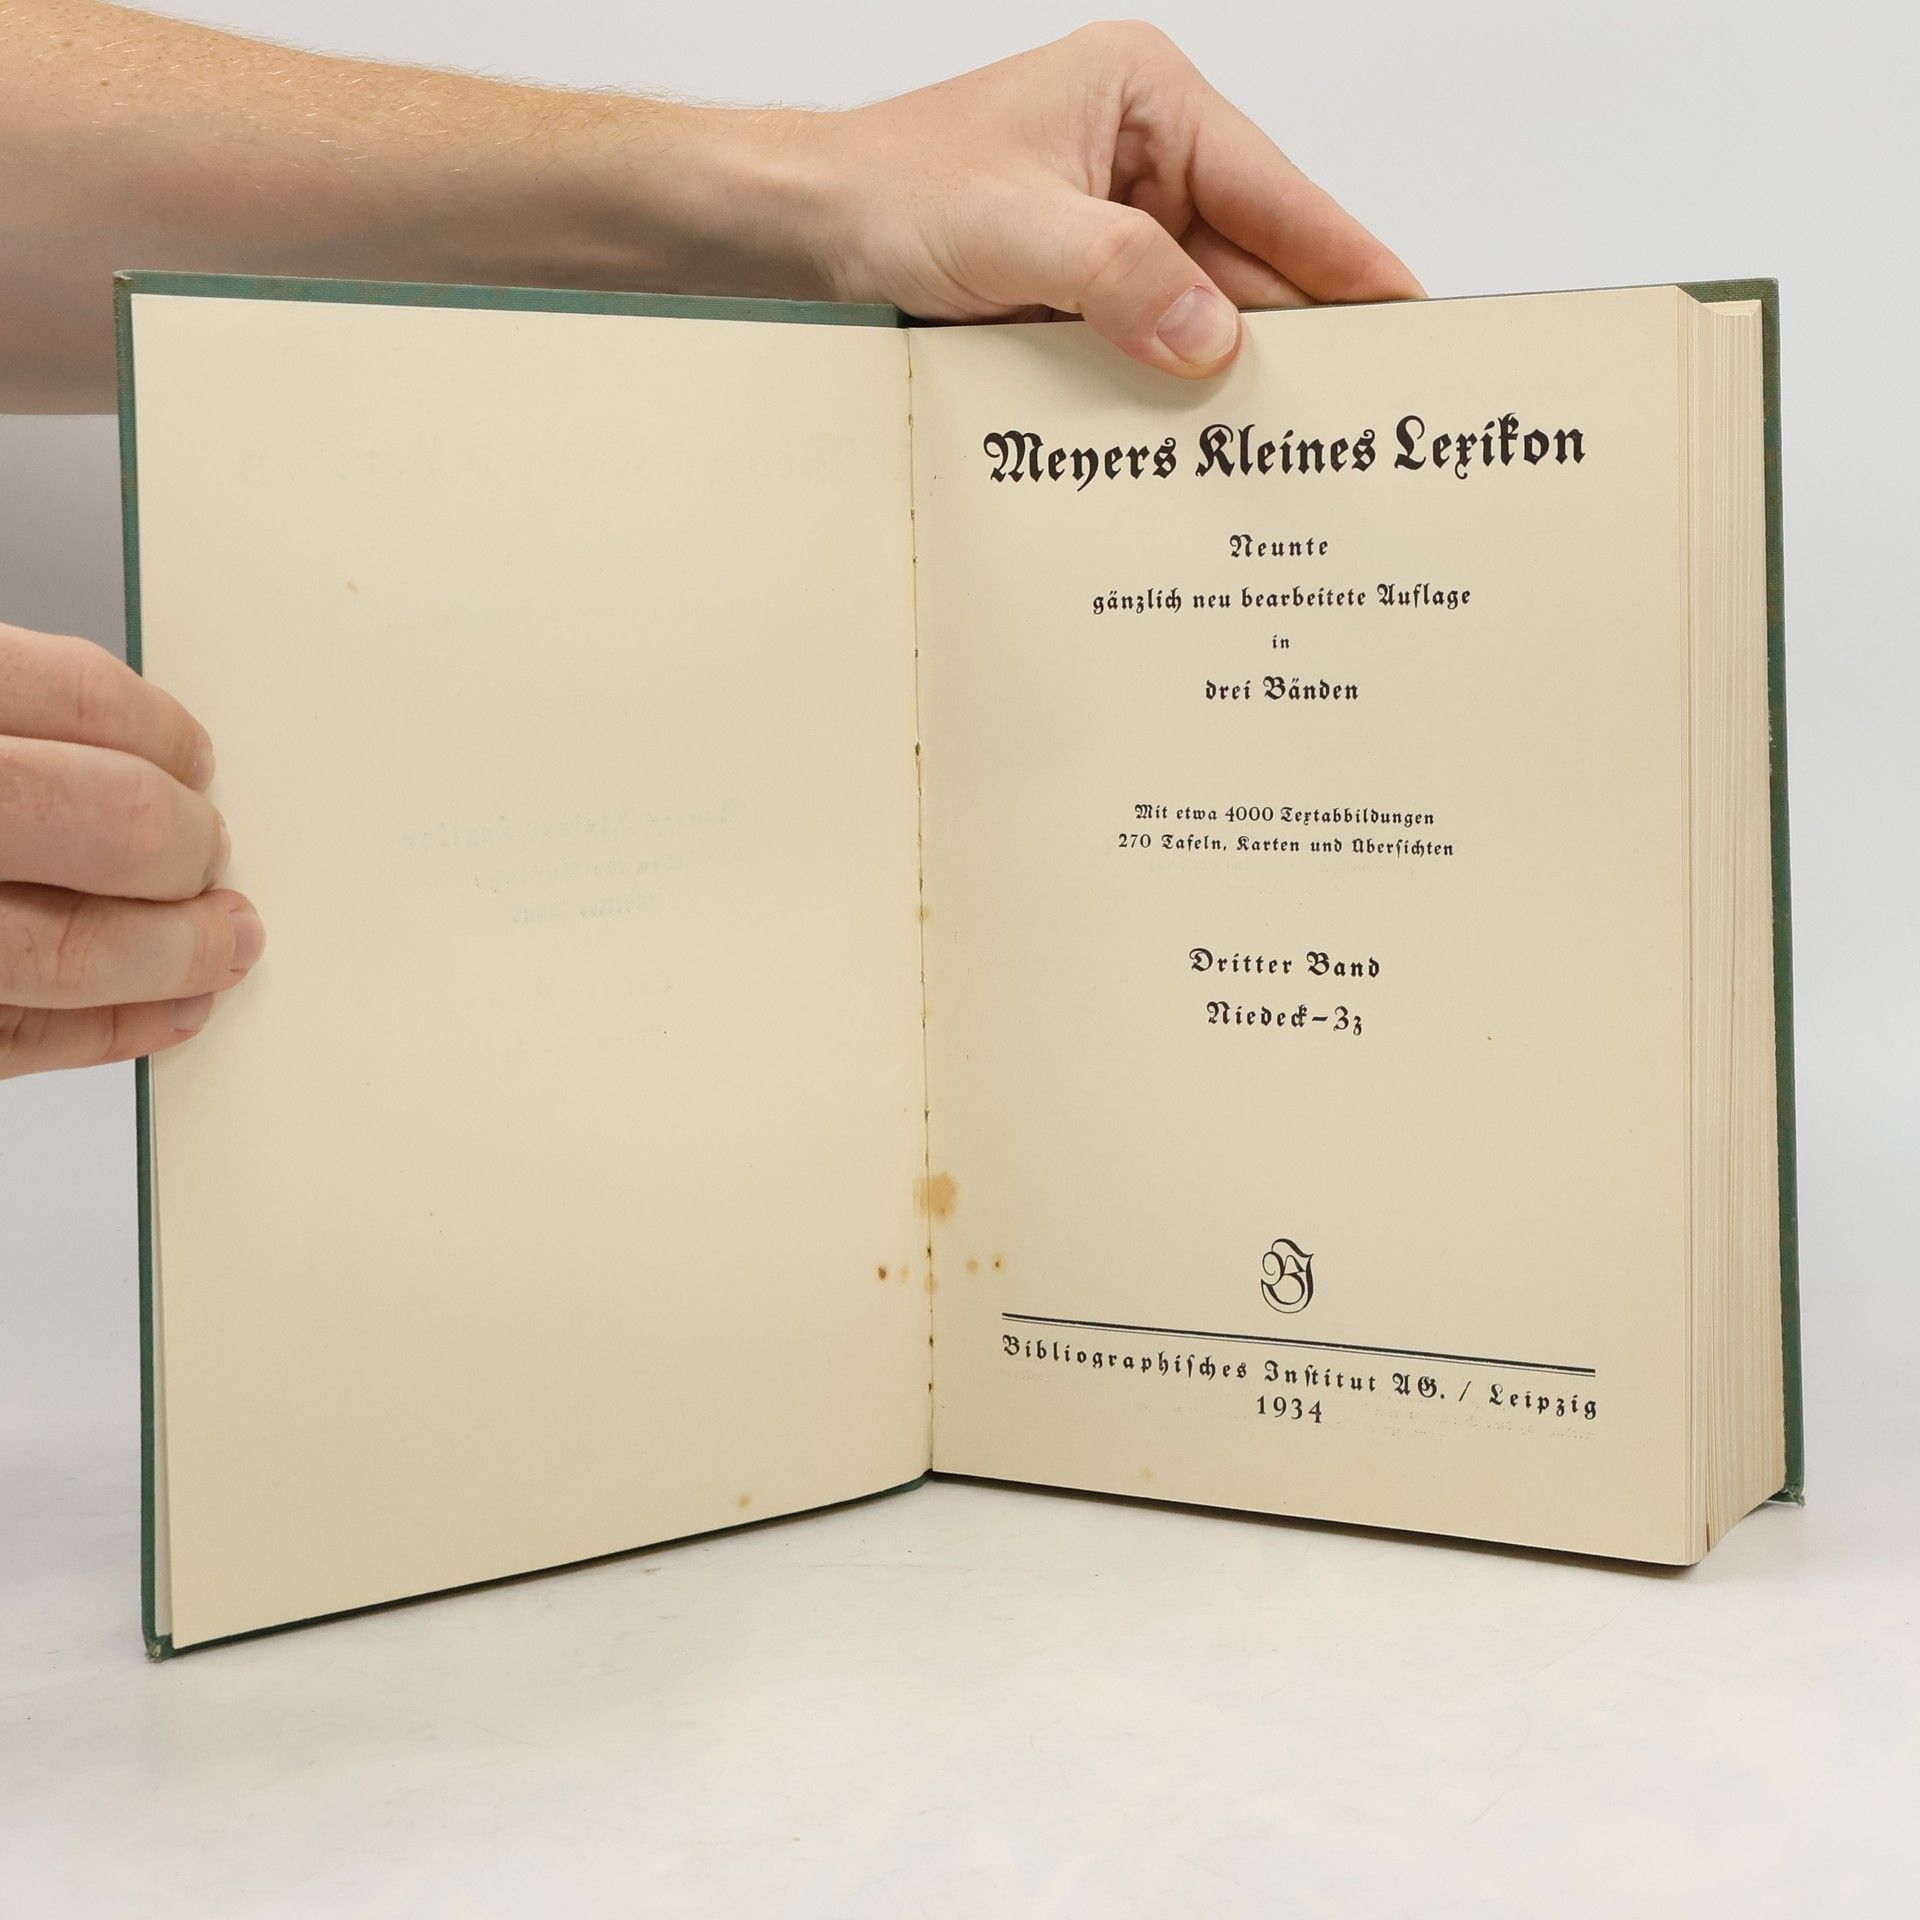 Meyers Kleines Lexikon
Neunte
gänzlich neu bearbeitete Auflage
in
drei Bänden
Mit etwa 4000 Textabbildungen
270 Tafeln, Karten und Überſichten
Dritter Band
Niedeck–Zz
BJ
Bibliographiſches Inſtitut AG. / Leipzig
1934